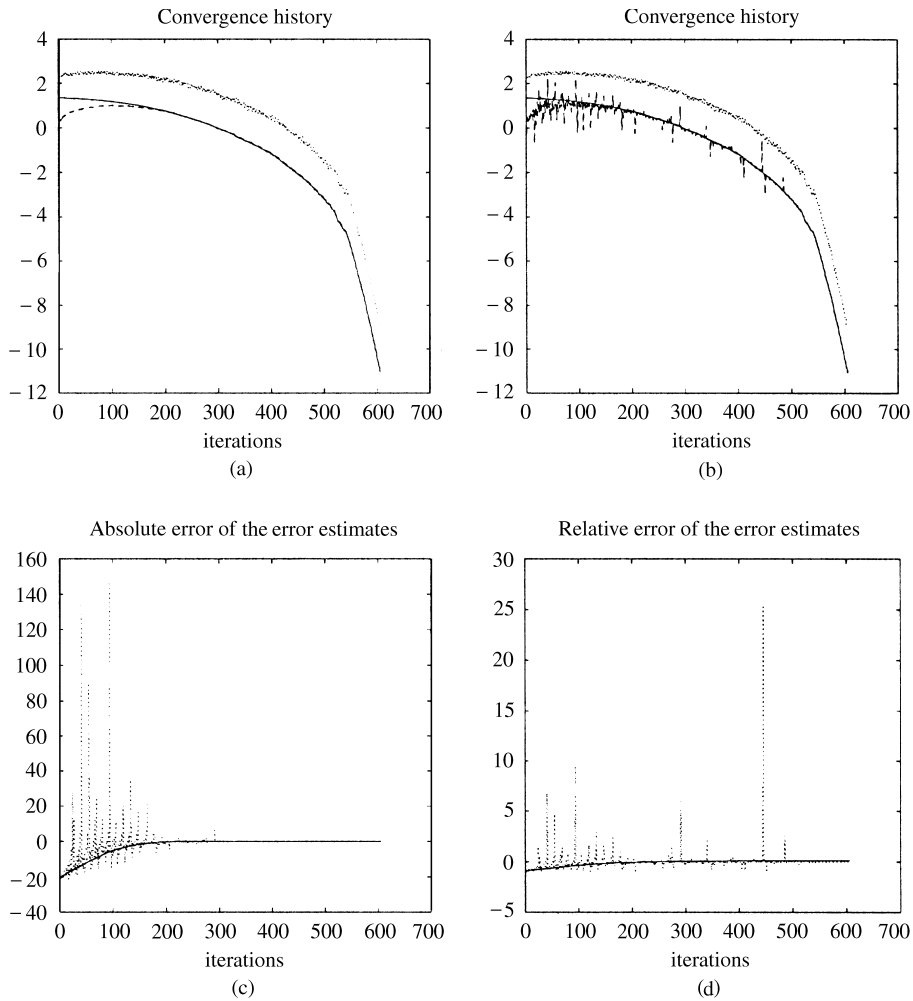 Convergence history
4
2
0
− 2
− 4
− 6
− 8
− 10
− 12
0 100 200 300 400 500 600 700
iterations
(a)
Convergence history
4
2
0
− 2
− 4
− 6
− 8
− 10
− 12
0 100 200 300 400 500 600 700
iterations
(b)
Absolute error of the error estimates
160
140
120
100
80
60
40
20
0
− 20
− 40
0 100 200 300 400 500 600 700
iterations
(c)
Relative error of the error estimates
30
25
20
15
10
5
0
− 5
0 100 200 300 400 500 600 700
iterations
(d)